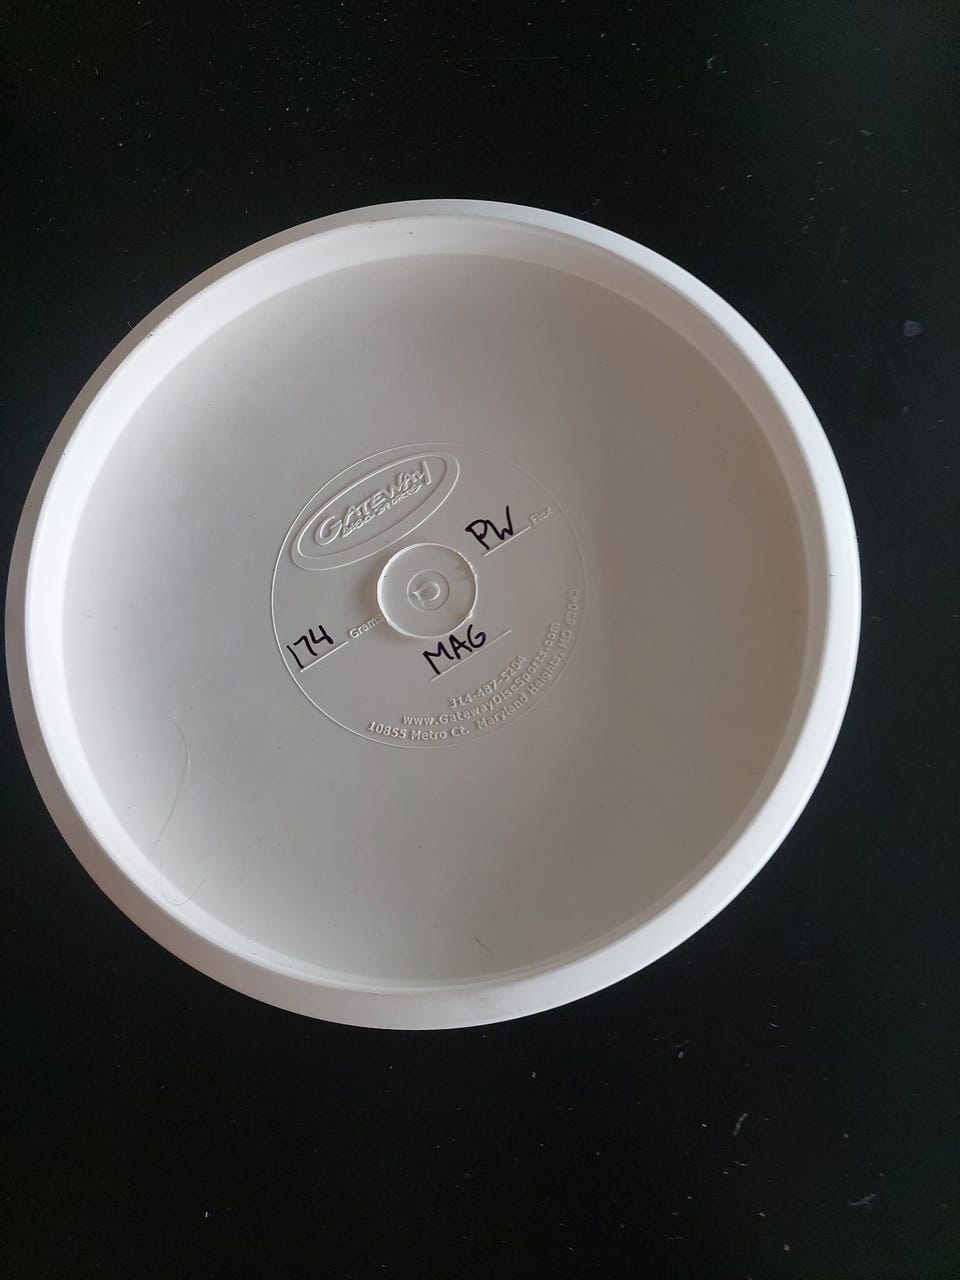 GATEWAY
DISC SPORTS
PW Flex
174 Grams
MAG
314-487-5204
www.GatewayDiscSports.com
10855 Metro Ct. Maryland Heights, MO 63043